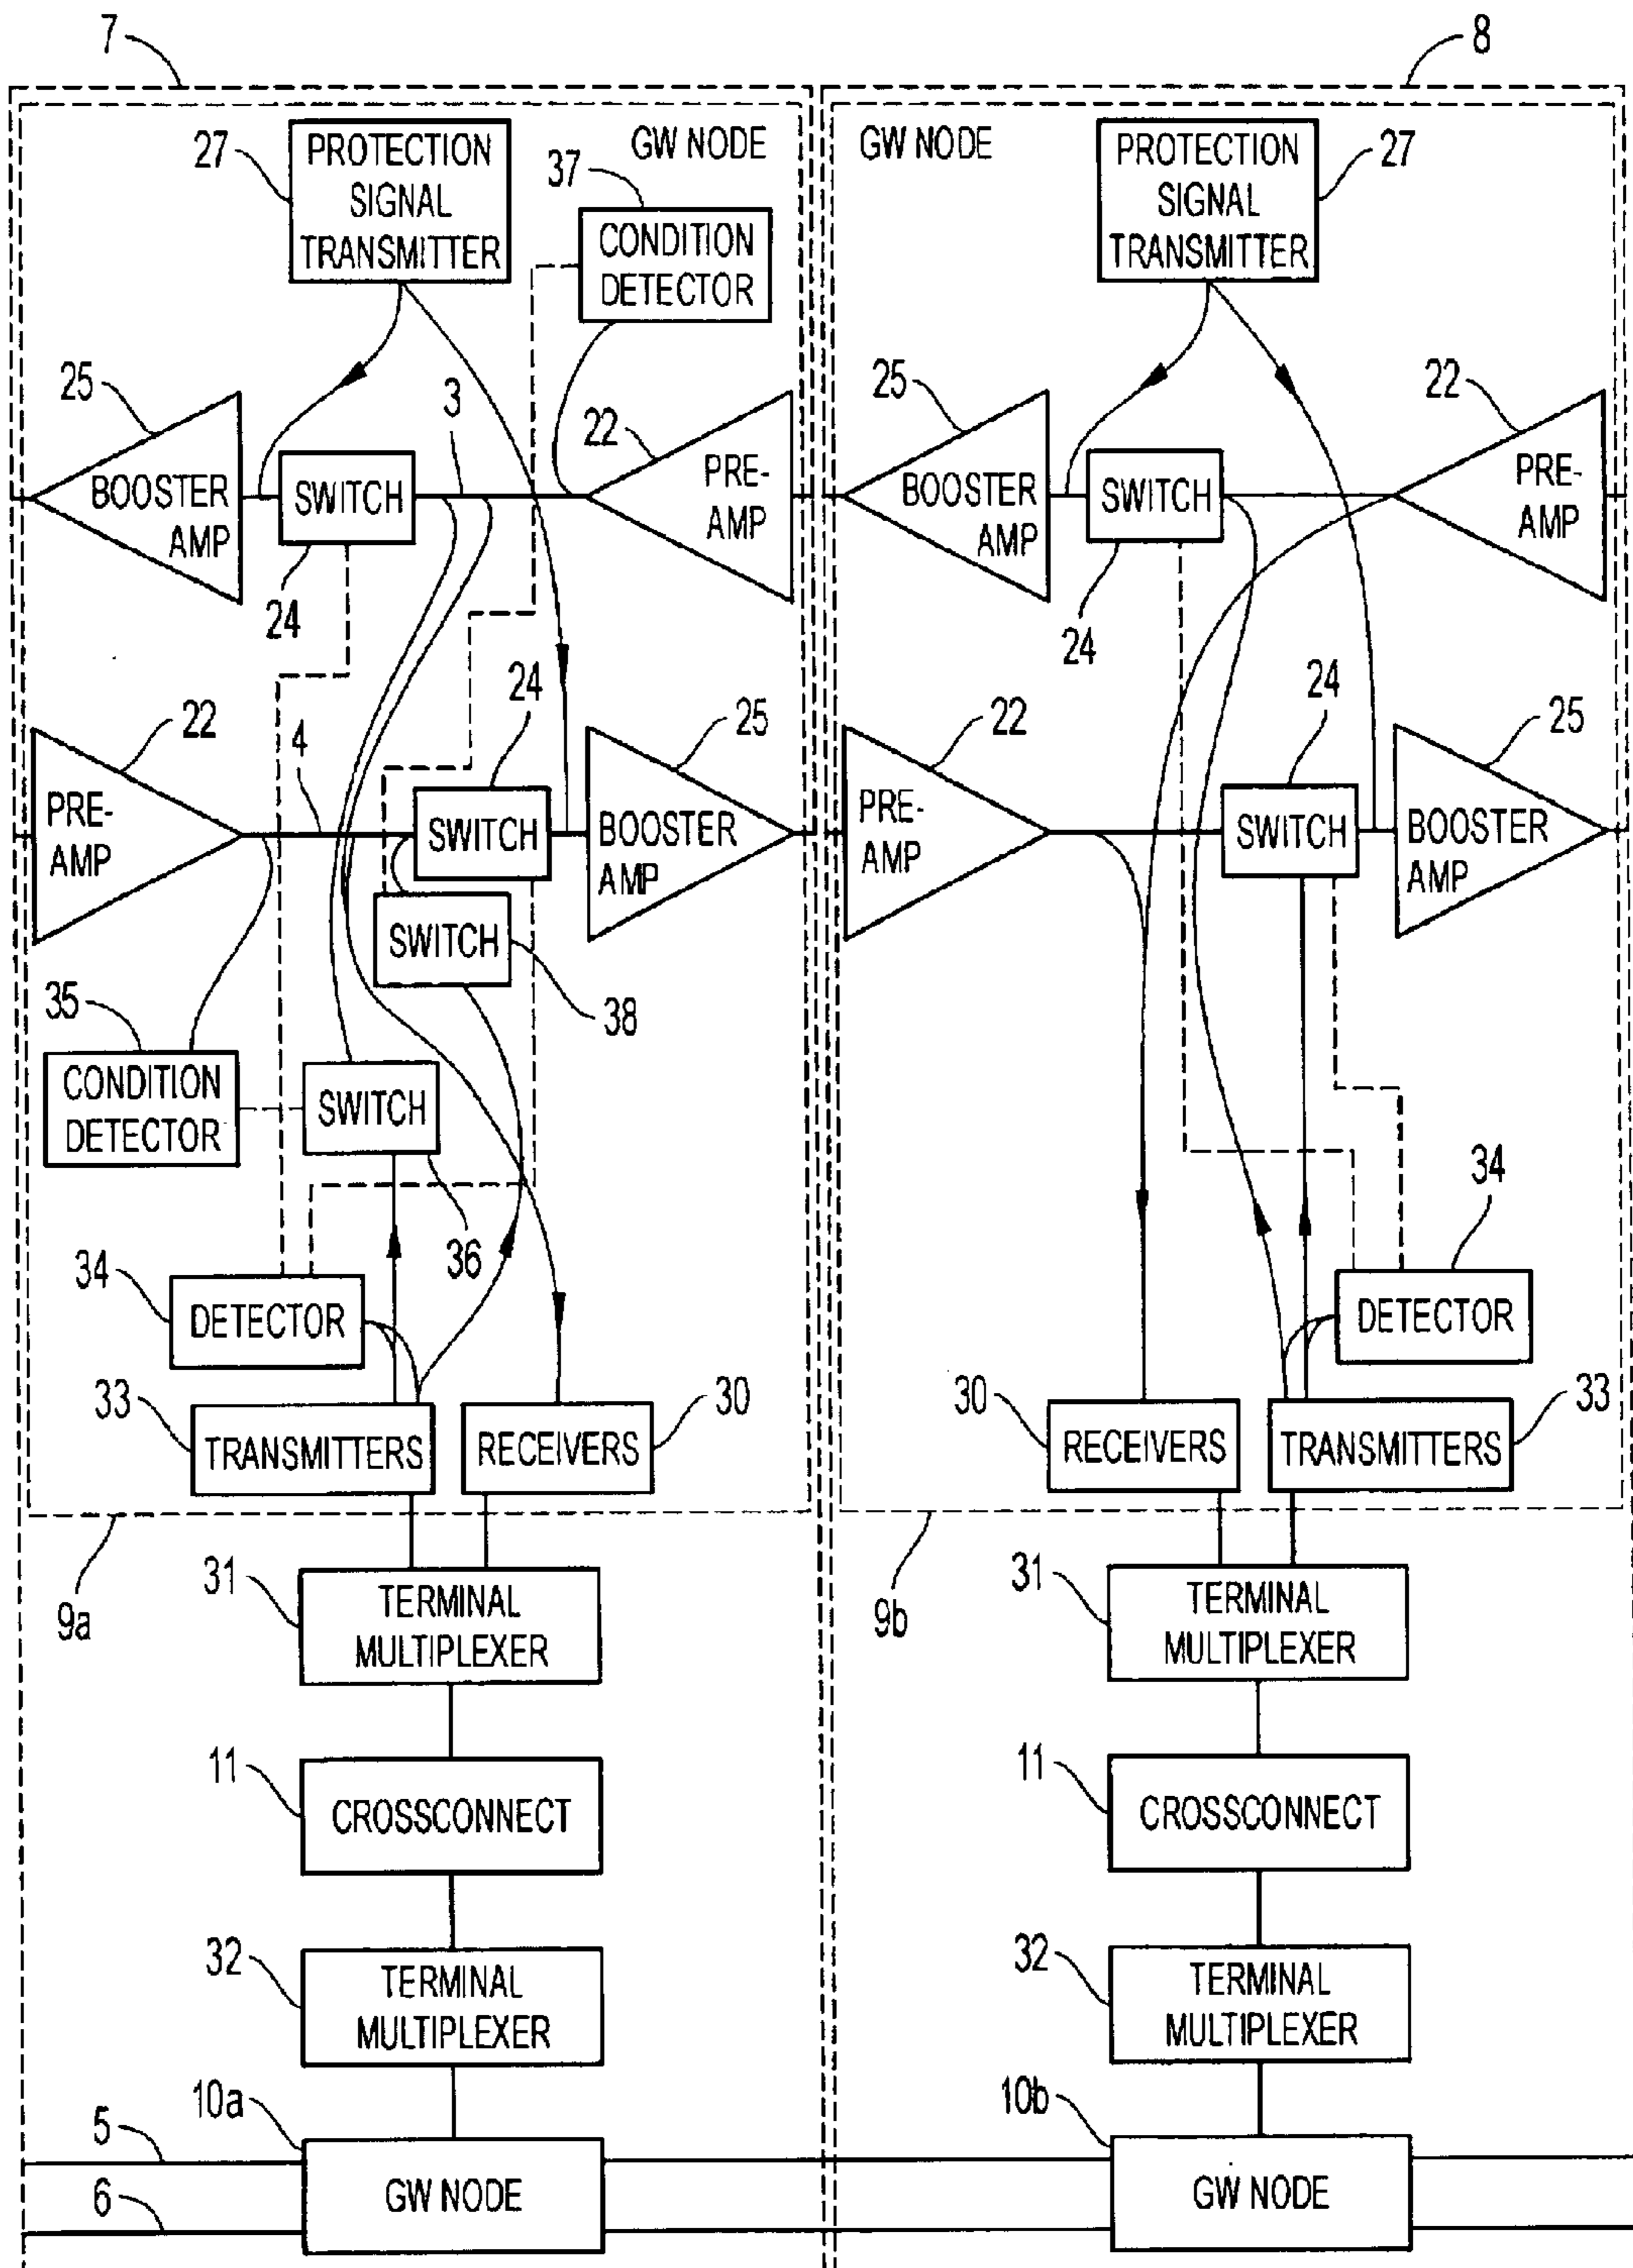 7
8
27
PROTECTION
SIGNAL
TRANSMITTER
GW NODE
37
CONDITION
DETECTOR
25
BOOSTER
AMP
3
SWITCH
24
22
PRE-
AMP
22
PRE-
AMP
4
24
SWITCH
25
BOOSTER
AMP
SWITCH
38
35
CONDITION
DETECTOR
SWITCH
36
34
DETECTOR
33
TRANSMITTERS
30
RECEIVERS
9a
31
TERMINAL
MULTIPLEXER
11
CROSSCONNECT
32
TERMINAL
MULTIPLEXER
10a
5
6
GW NODE
GW NODE
PROTECTION
SIGNAL
TRANSMITTER
27
25
BOOSTER
AMP
SWITCH
24
22
PRE-
AMP
22
PRE-
AMP
24
SWITCH
25
BOOSTER
AMP
34
DETECTOR
30
RECEIVERS
33
TRANSMITTERS
9b
31
TERMINAL
MULTIPLEXER
11
CROSSCONNECT
32
TERMINAL
MULTIPLEXER
10b
GW NODE